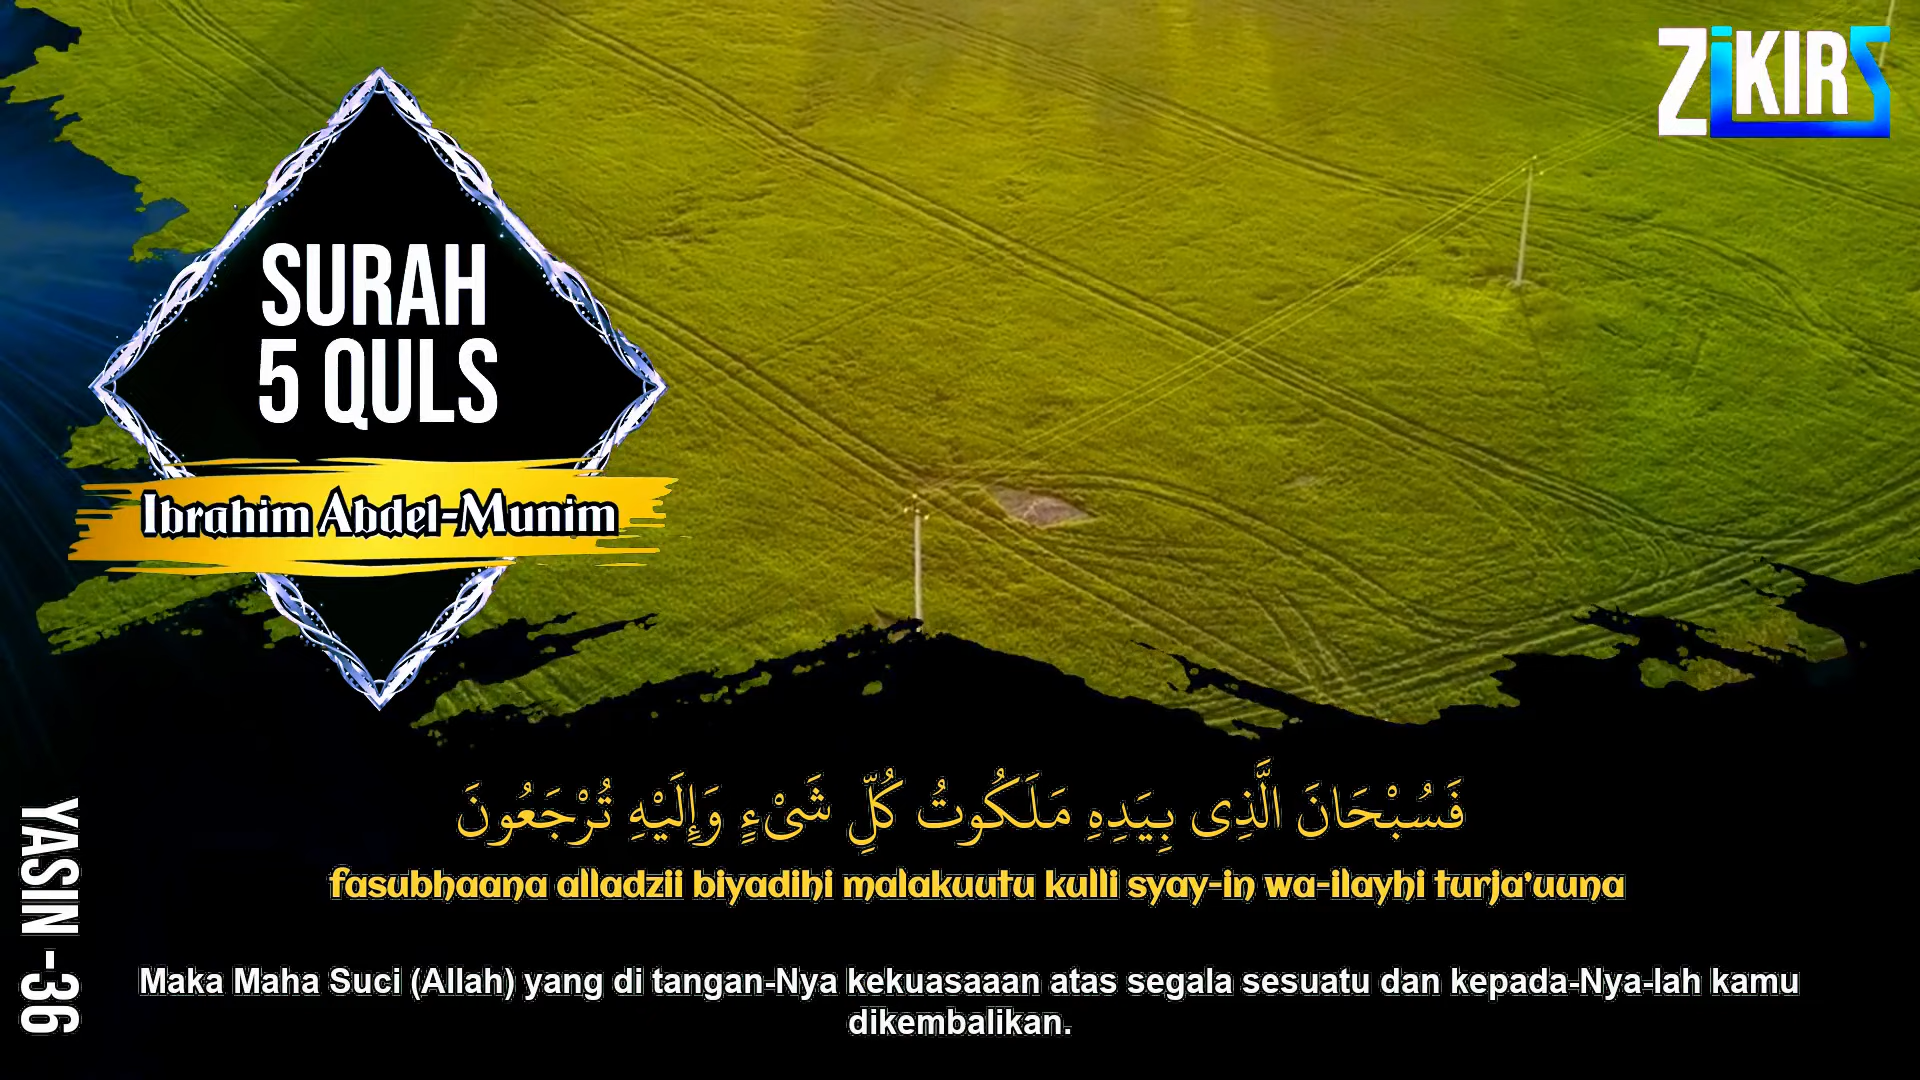 ZiKIRS
SURAH
5 QULS
Ibrahim Abdel-Munim
فَسُبْحَانَ الَّذِى بِيَدِهِ مَلَكُوتُ كُلِّ شَىْءٍ وَإِلَيْهِ تُرْجَعُونَ
fasubhaana alladzii biyadihi malakuutu kulli syay-in wa-ilayhi turja'uuna
YASIN -36
Maka Maha Suci (Allah) yang di tangan-Nya kekuasaaan atas segala sesuatu dan kepada-Nya-lah kamu
dikembalikan.